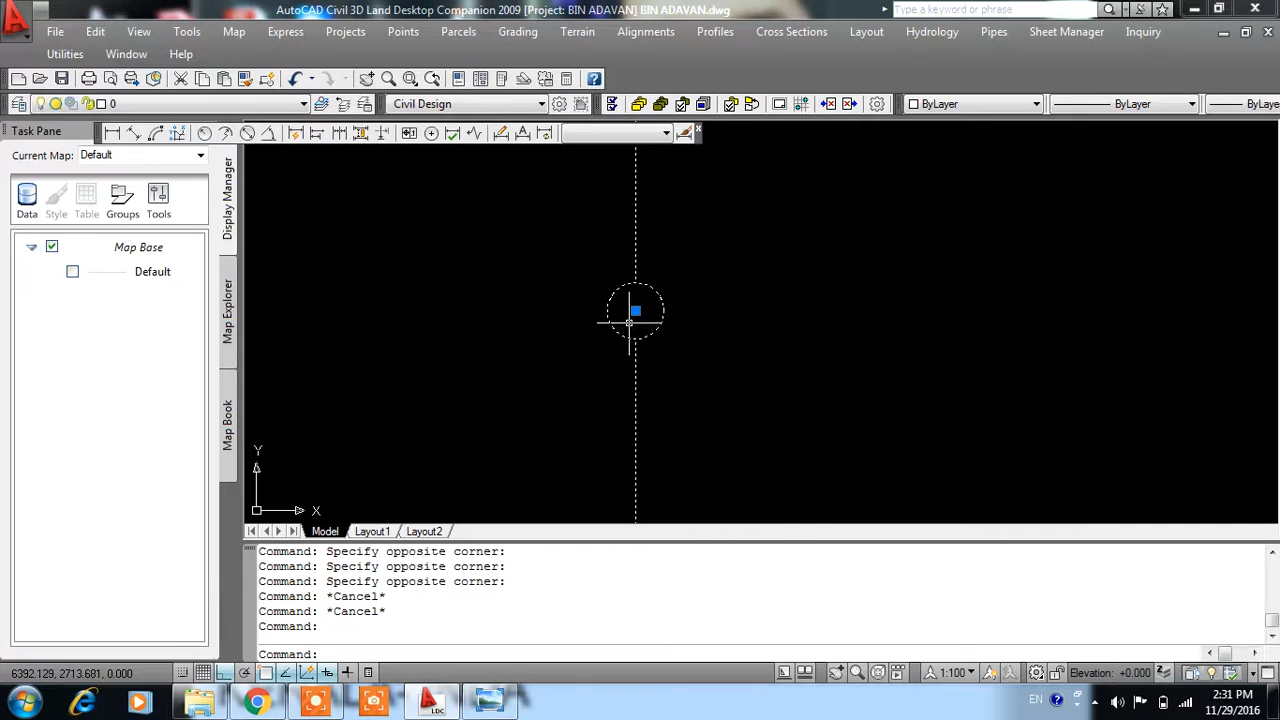 AutoCAD Civil 3D Land Desktop Companion 2009 [Project: BIN ADAVAN] BIN ADAVAN.dwg
Type a keyword or phrase
File Edit View Tools Map Express Projects Points Parcels Grading Terrain Alignments Profiles Cross Sections Layout Hydrology Pipes Sheet Manager Inquiry
Utilities Window Help
0 Civil Design ByLayer ByLayer ByLayer
Task Pane
Current Map: Default
Data Style Table Groups Tools
Display Manager
Map Base
Default
Map Explorer
Map Book
Y
X
Model Layout1 Layout2
Command: Specify opposite corner:
Command: Specify opposite corner:
Command: Specify opposite corner:
Command: *Cancel*
Command: *Cancel*
Command:
Command:
6392.129, 2713.681, 0.000 1:100 Elevation: +0.000
LDC
EN
2:31 PM
11/29/2016